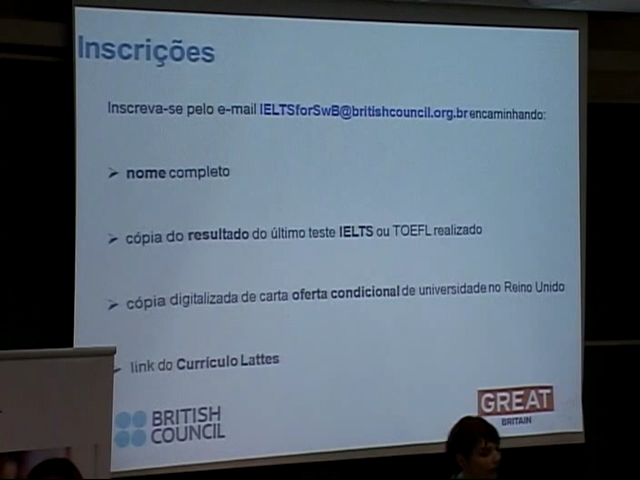 Inscrições
Inscreva-se pelo e-mail IELTSforSwB@britishcouncil.org.br encaminhando:
➢ nome completo
➢ cópia do resultado do último teste IELTS ou TOEFL realizado
➢ cópia digitalizada de carta oferta condicional de universidade no Reino Unido
➢ link do Currículo Lattes
BRITISH
COUNCIL
GREAT
BRITAIN